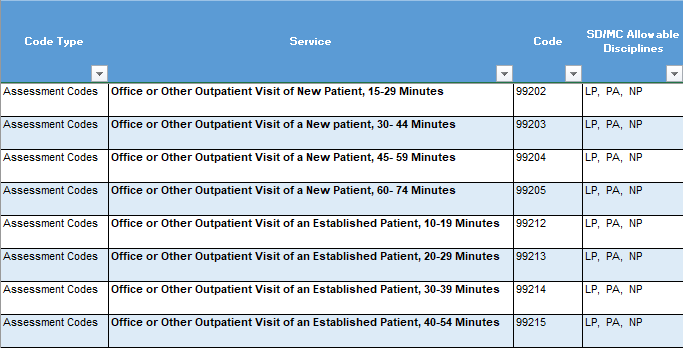 Code Type Service Code SD/MC Allowable Disciplines
Assessment Codes Office or Other Outpatient Visit of New Patient, 15-29 Minutes 99202 LP, PA, NP
Assessment Codes Office or Other Outpatient Visit of a New patient, 30- 44 Minutes 99203 LP, PA, NP
Assessment Codes Office or Other Outpatient Visit of a New Patient, 45- 59 Minutes 99204 LP, PA, NP
Assessment Codes Office or Other Outpatient Visit of a New Patient, 60- 74 Minutes 99205 LP, PA, NP
Assessment Codes Office or Other Outpatient Visit of an Established Patient, 10-19 Minutes 99212 LP, PA, NP
Assessment Codes Office or Other Outpatient Visit of an Established Patient, 20-29 Minutes 99213 LP, PA, NP
Assessment Codes Office or Other Outpatient Visit of an Established Patient, 30-39 Minutes 99214 LP, PA, NP
Assessment Codes Office or Other Outpatient Visit of an Established Patient, 40-54 Minutes 99215 LP, PA, NP